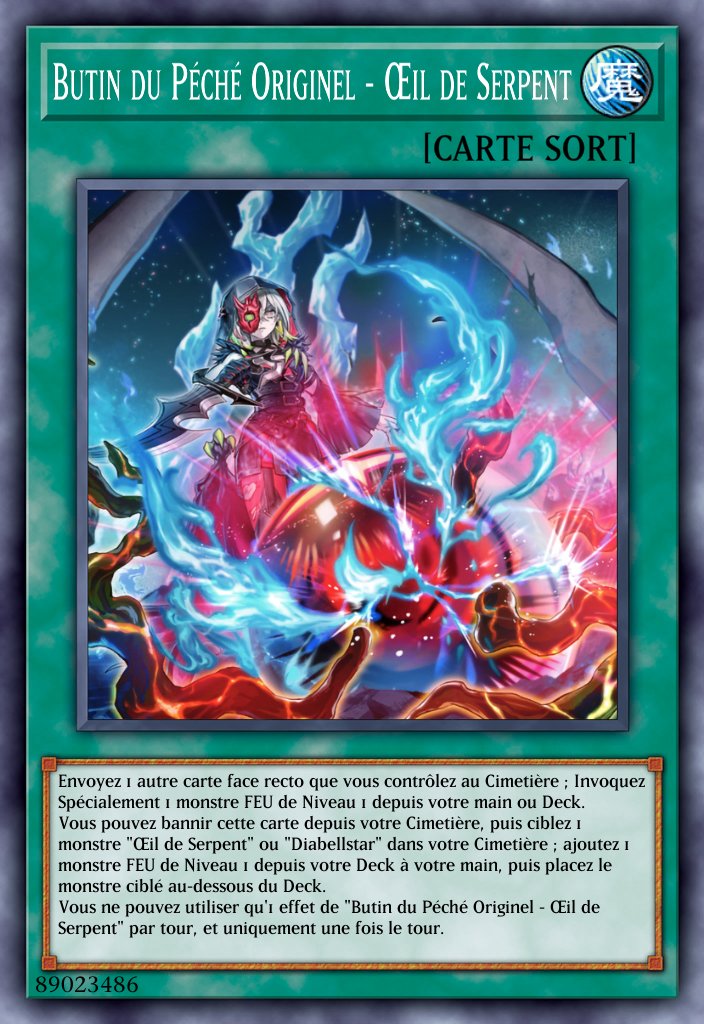 Butin du Péché Originel - Œil de Serpent
魔
[CARTE SORT]
Envoyez 1 autre carte face recto que vous contrôlez au Cimetière ; Invoquez
Spécialement 1 monstre FEU de Niveau 1 depuis votre main ou Deck.
Vous pouvez bannir cette carte depuis votre Cimetière, puis ciblez 1
monstre "Œil de Serpent" ou "Diabellstar" dans votre Cimetière ; ajoutez 1
monstre FEU de Niveau 1 depuis votre Deck à votre main, puis placez le
monstre ciblé au-dessous du Deck.
Vous ne pouvez utiliser qu'1 effet de "Butin du Péché Originel - Œil de
Serpent" par tour, et uniquement une fois le tour.
89023486